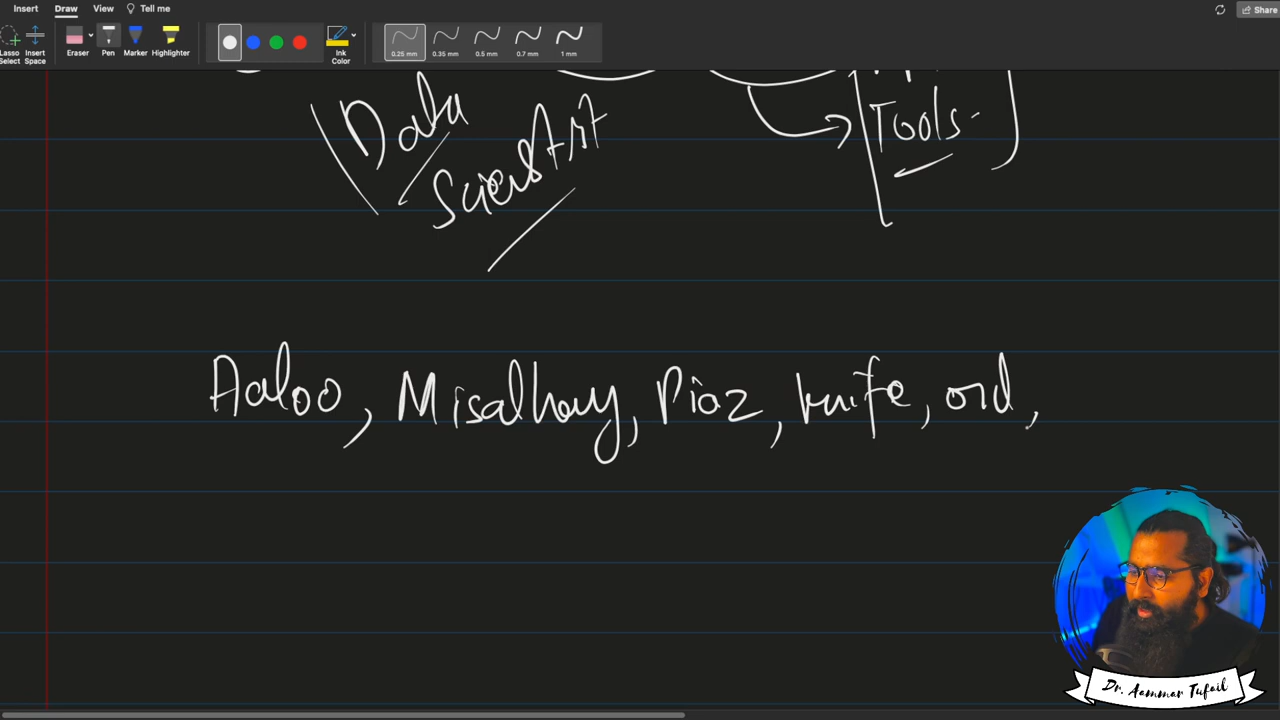 Insert Draw View Tell me Share
Lasso Select Insert Space Eraser Pen Marker Highlighter Ink Color 0.25 mm 0.35 mm 0.5 mm 0.7 mm 1 mm
Data
Scientist
Tools
Aaloo, Misalhay, Piaz, knife,
Dr. Aammar Tufail